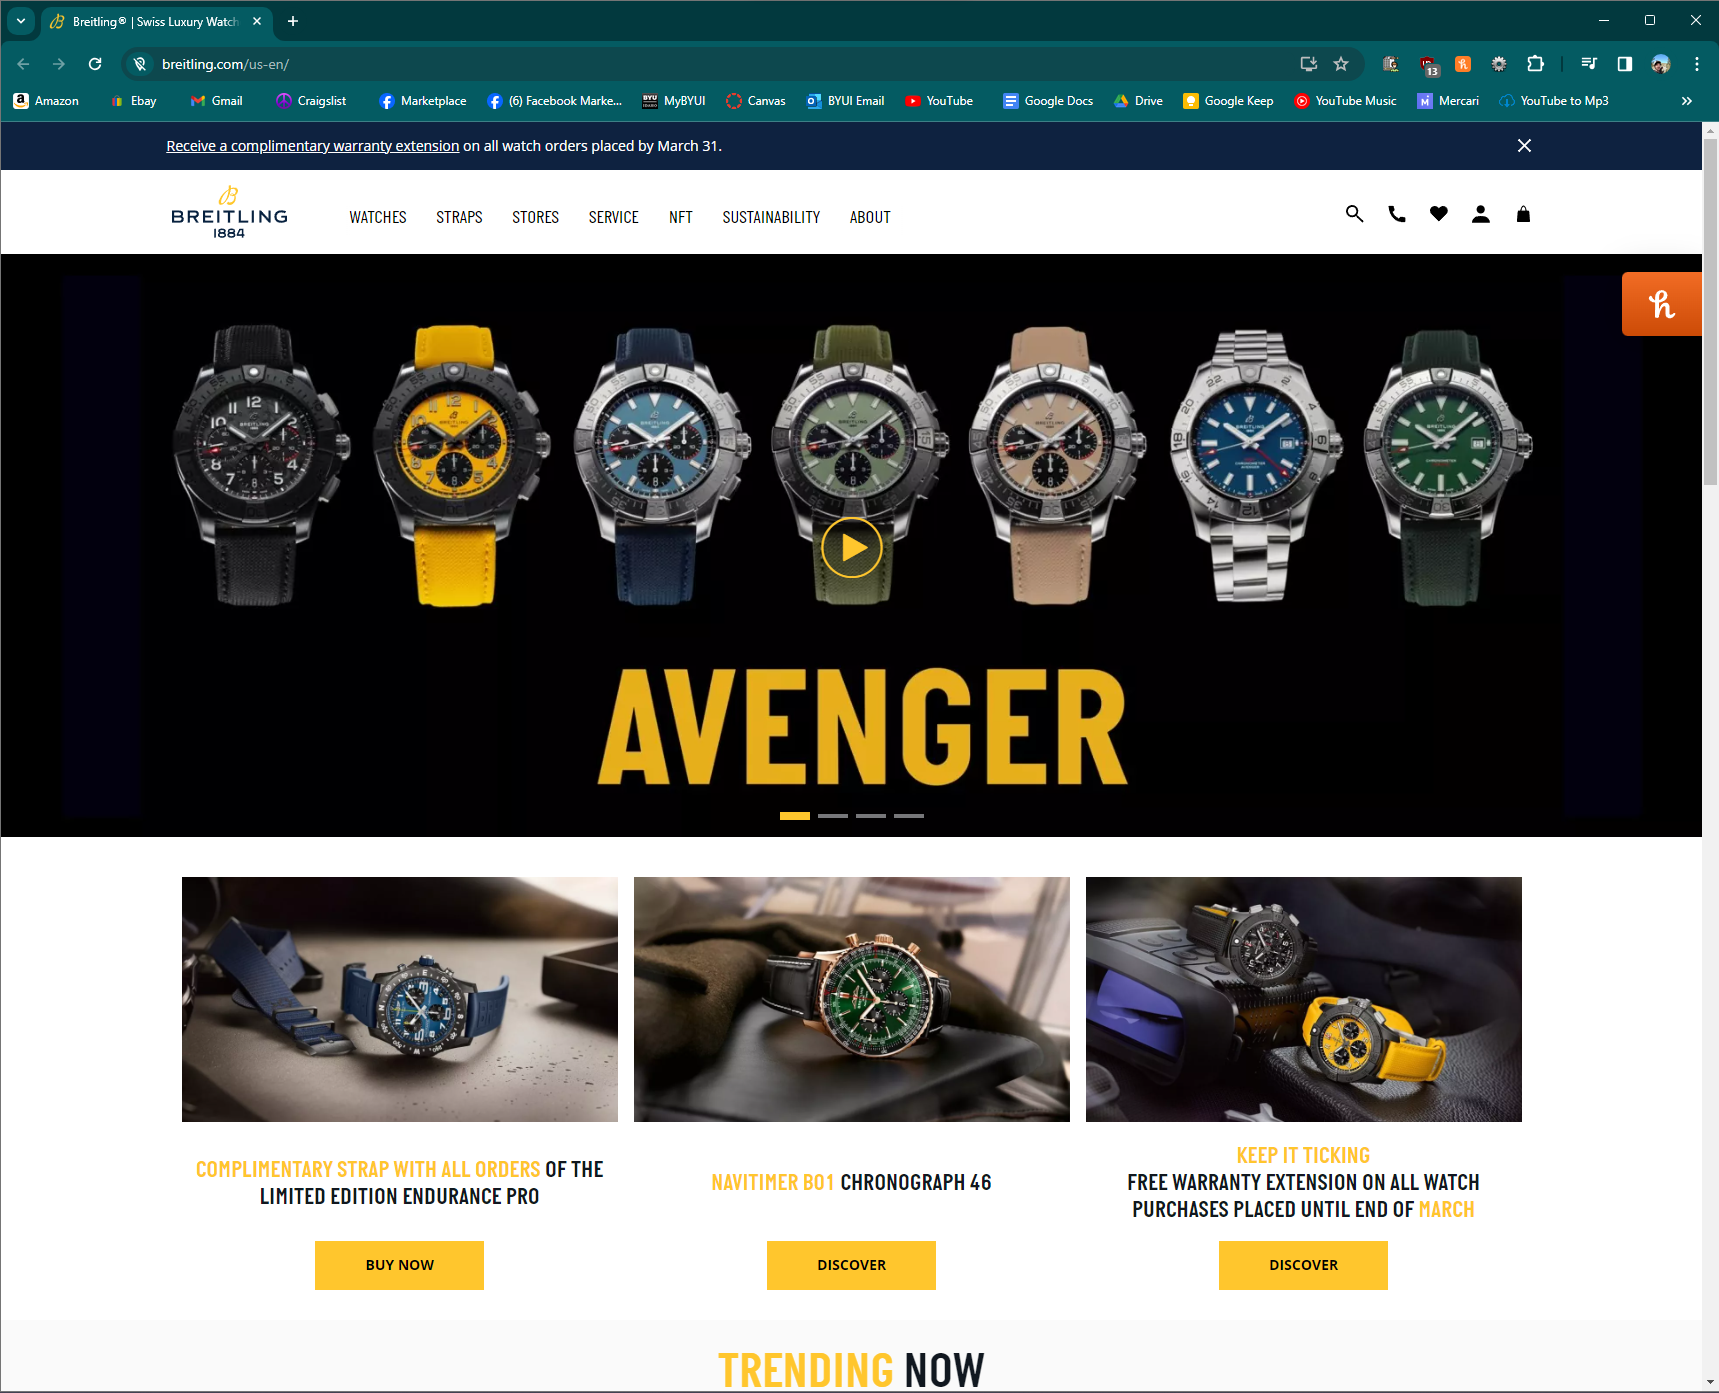 Breitling® | Swiss Luxury Watch
breitling.com/us-en/
13
Amazon
Ebay
Gmail
Craigslist
Marketplace
(6) Facebook Marke...
MyBYUI
Canvas
BYUI Email
YouTube
Google Docs
Drive
Google Keep
YouTube Music
Mercari
YouTube to Mp3
Receive a complimentary warranty extension on all watch orders placed by March 31.
BREITLING
1884
WATCHES
STRAPS
STORES
SERVICE
NFT
SUSTAINABILITY
ABOUT
AVENGER
COMPLIMENTARY STRAP WITH ALL ORDERS OF THE
LIMITED EDITION ENDURANCE PRO
BUY NOW
NAVITIMER B01 CHRONOGRAPH 46
DISCOVER
KEEP IT TICKING
FREE WARRANTY EXTENSION ON ALL WATCH
PURCHASES PLACED UNTIL END OF MARCH
DISCOVER
TRENDING NOW